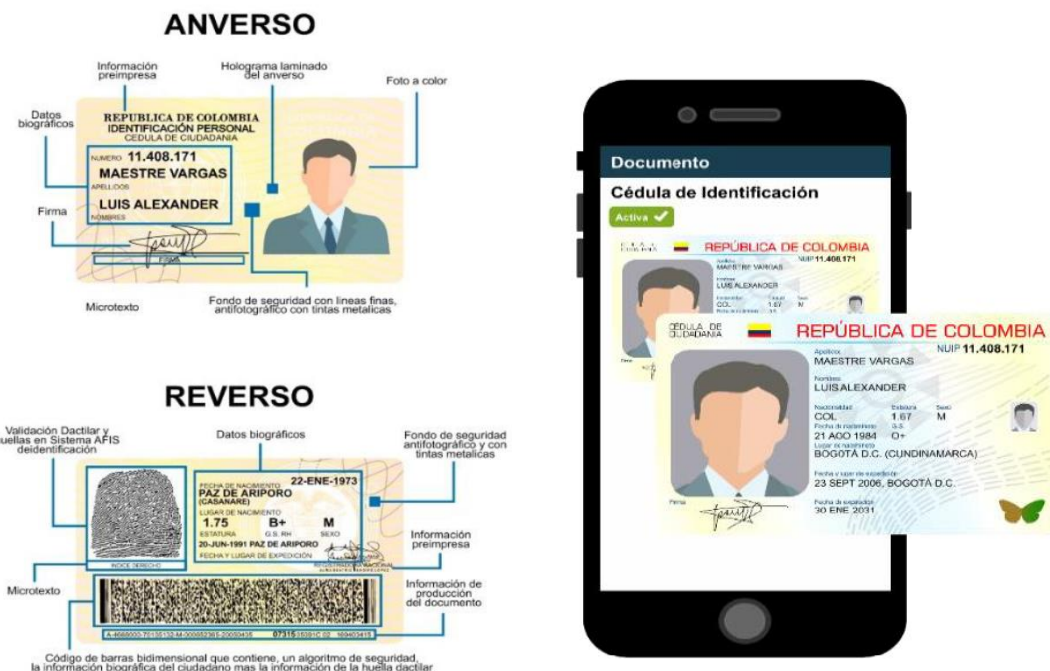 ANVERSO
Información
preimpresa
Holograma laminado
del anverso
Foto a color
Datos
biográficos
REPUBLICA DE COLOMBIA
IDENTIFICACIÓN PERSONAL
CEDULA DE CIUDADANIA
NUMERO 11.408.171
MAESTRE VARGAS
APELLIDOS
LUIS ALEXANDER
NOMBRES
Firma
FIRMA
Microtexto
Fondo de seguridad con lineas finas,
antifotográfico con tintas metalicas
REVERSO
Validación Dactilar y
uellas en Sistema AFIS
deidentificación
Datos biográficos
Fondo de seguridad
antifotográfico y con
tintas metalicas
FECHA DE NACIMIENTO 22-ENE-1973
PAZ DE ARIPORO
(CASANARE)
LUGAR DE NACIMIENTO
1.75 B+ M
ESTATURA G.S. RH SEXO
20-JUN-1991 PAZ DE ARIPORO
FECHA Y LUGAR DE EXPEDICIÓN
REGISTRADOR NACIONAL
INDICE DERECHO
Información
preimpresa
Microtexto
Información de
producción
del documento
Código de barras bidimensional que contiene, un algoritmo de seguridad,
la información biográfica del ciudadano mas la información de la huella dactilar
Documento
Cédula de Identificación
Activa
REPÚBLICA DE COLOMBIA
NUIP 11.408.171
MAESTRE VARGAS
LUIS ALEXANDER
COL 1.67 M
CÉDULA DE
CIUDADANÍA
REPÚBLICA DE COLOMBIA
NUIP 11.408.171
Apellidos
MAESTRE VARGAS
Nombres
LUIS ALEXANDER
Nacionalidad Estatura Sexo
COL 1.67 M
Fecha de nacimiento G.S.
21 AGO 1984 O+
Lugar de nacimiento
BOGOTÁ D.C. (CUNDINAMARCA)
Fecha y lugar de expedición
23 SEPT 2006, BOGOTÁ D.C.
Fecha de expiración
30 ENE 2031
Firma